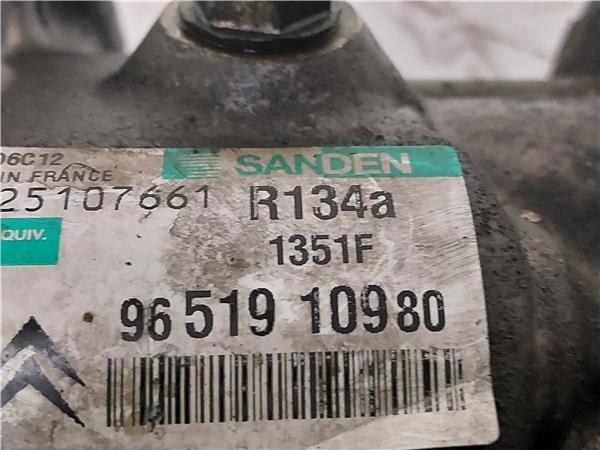 SANDEN
06C12
IN FRANCE
25107661 R134a
QUIV.
1351F
96 519 109 80